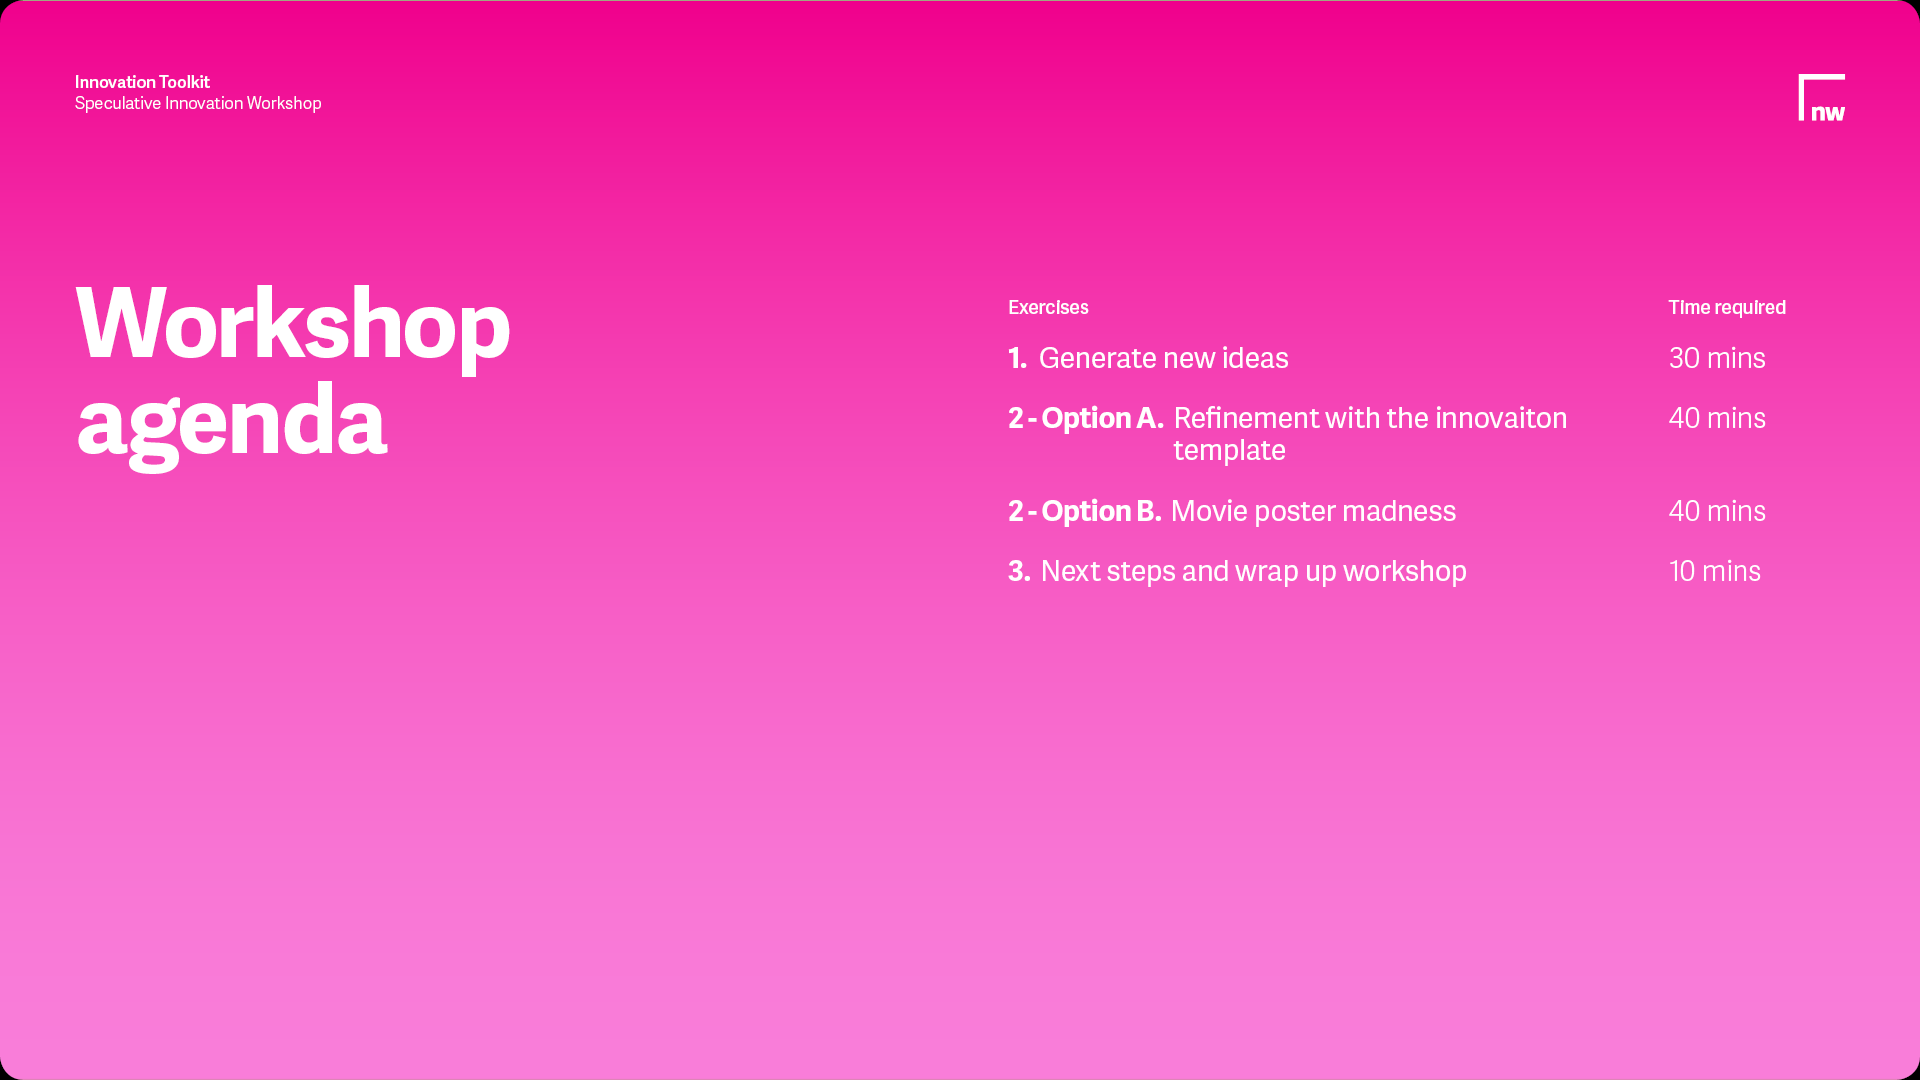 Innovation Toolkit
Speculative Innovation Workshop
nw
Workshop
agenda
Exercises Time required
1. Generate new ideas 30 mins
2 - Option A. Refinement with the innovaiton 40 mins
template
2 - Option B. Movie poster madness 40 mins
3. Next steps and wrap up workshop 10 mins